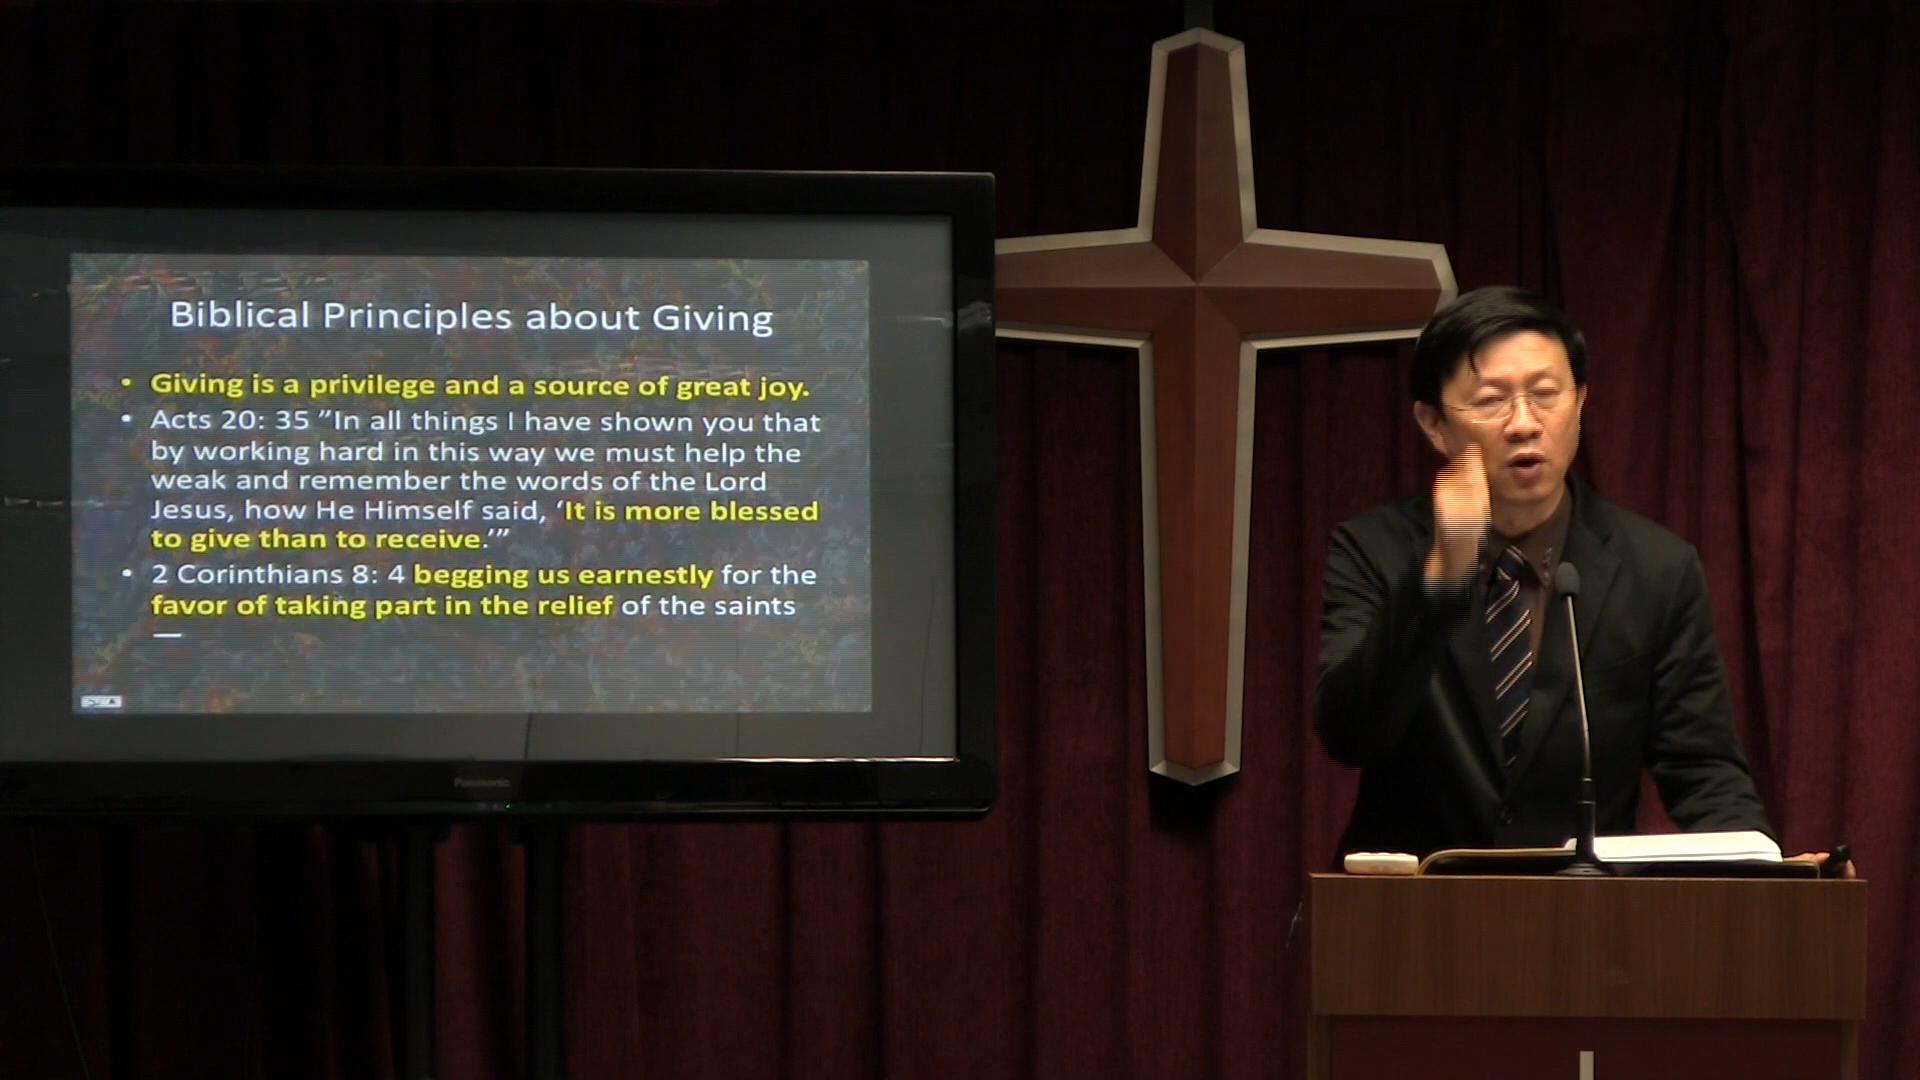 Biblical Principles about Giving
• Giving is a privilege and a source of great joy.
• Acts 20: 35 ”In all things I have shown you that
by working hard in this way we must help the
weak and remember the words of the Lord
Jesus, how He Himself said, ‘It is more blessed
to give than to receive.’”
• 2 Corinthians 8: 4 begging us earnestly for the
favor of taking part in the relief of the saints
—
Panasonic